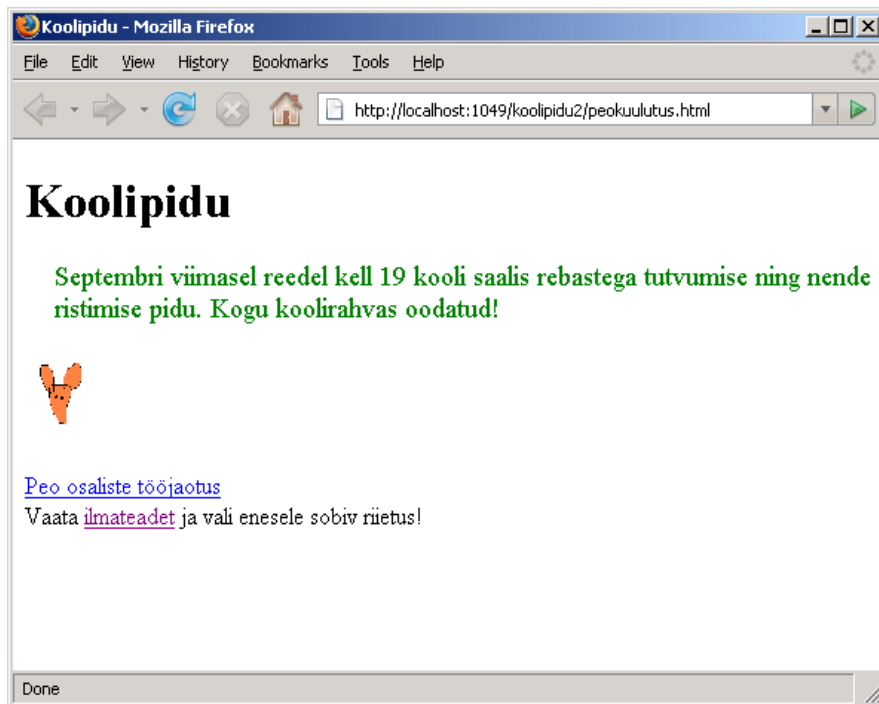 Koolipidu - Mozilla Firefox
File Edit View History Bookmarks Tools Help
http://localhost:1049/koolipidu2/peokuulutus.html
Koolipidu
Septembri viimasel reedel kell 19 kooli saalis rebastega tutvumise ning nende
ristimise pidu. Kogu koolirahvas oodatud!
Peo osaliste tööjaotus
Vaata ilmateadet ja vali enesele sobiv riietus!
Done